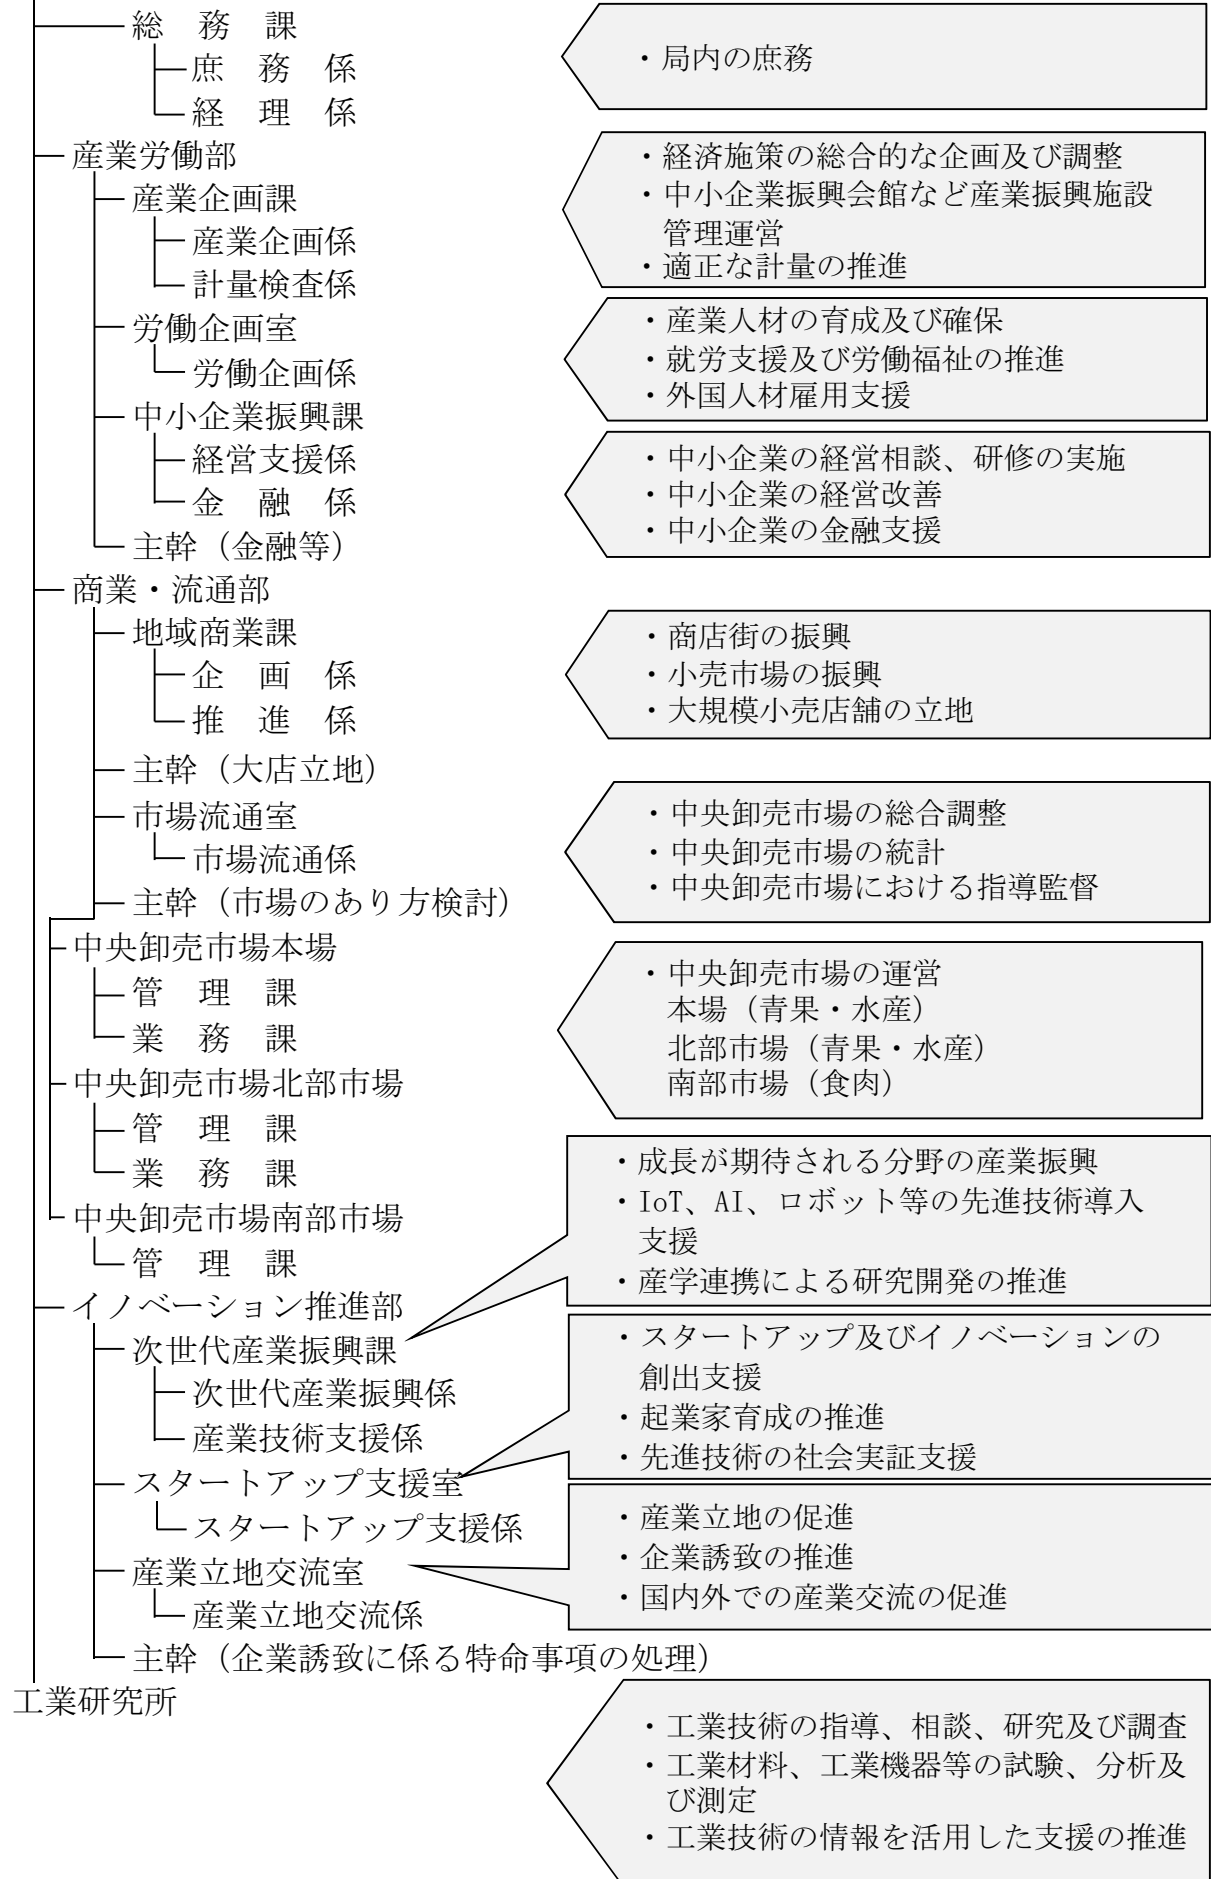 総　務　課
庶　務　係
経　理　係
・局内の庶務
産業労働部
産業企画課
産業企画係
計量検査係
・経済施策の総合的な企画及び調整
・中小企業振興会館など産業振興施設
管理運営
・適正な計量の推進
労働企画室
労働企画係
・産業人材の育成及び確保
・就労支援及び労働福祉の推進
・外国人材雇用支援
中小企業振興課
経営支援係
金　融　係
主幹（金融等）
・中小企業の経営相談、研修の実施
・中小企業の経営改善
・中小企業の金融支援
商業・流通部
地域商業課
企　画　係
推　進　係
主幹（大店立地）
・商店街の振興
・小売市場の振興
・大規模小売店舗の立地
市場流通室
市場流通係
主幹（市場のあり方検討）
・中央卸売市場の総合調整
・中央卸売市場の統計
・中央卸売市場における指導監督
中央卸売市場本場
管　理　課
業　務　課
中央卸売市場北部市場
管　理　課
業　務　課
中央卸売市場南部市場
管　理　課
・中央卸売市場の運営
本場（青果・水産）
北部市場（青果・水産）
南部市場（食肉）
イノベーション推進部
次世代産業振興課
次世代産業振興係
産業技術支援係
・成長が期待される分野の産業振興
・IoT、AI、ロボット等の先進技術導入
支援
・産学連携による研究開発の推進
スタートアップ支援室
スタートアップ支援係
・スタートアップ及びイノベーションの
創出支援
・起業家育成の推進
・先進技術の社会実証支援
産業立地交流室
産業立地交流係
主幹（企業誘致に係る特命事項の処理）
・産業立地の促進
・企業誘致の推進
・国内外での産業交流の促進
工業研究所
・工業技術の指導、相談、研究及び調査
・工業材料、工業機器等の試験、分析及
び測定
・工業技術の情報を活用した支援の推進